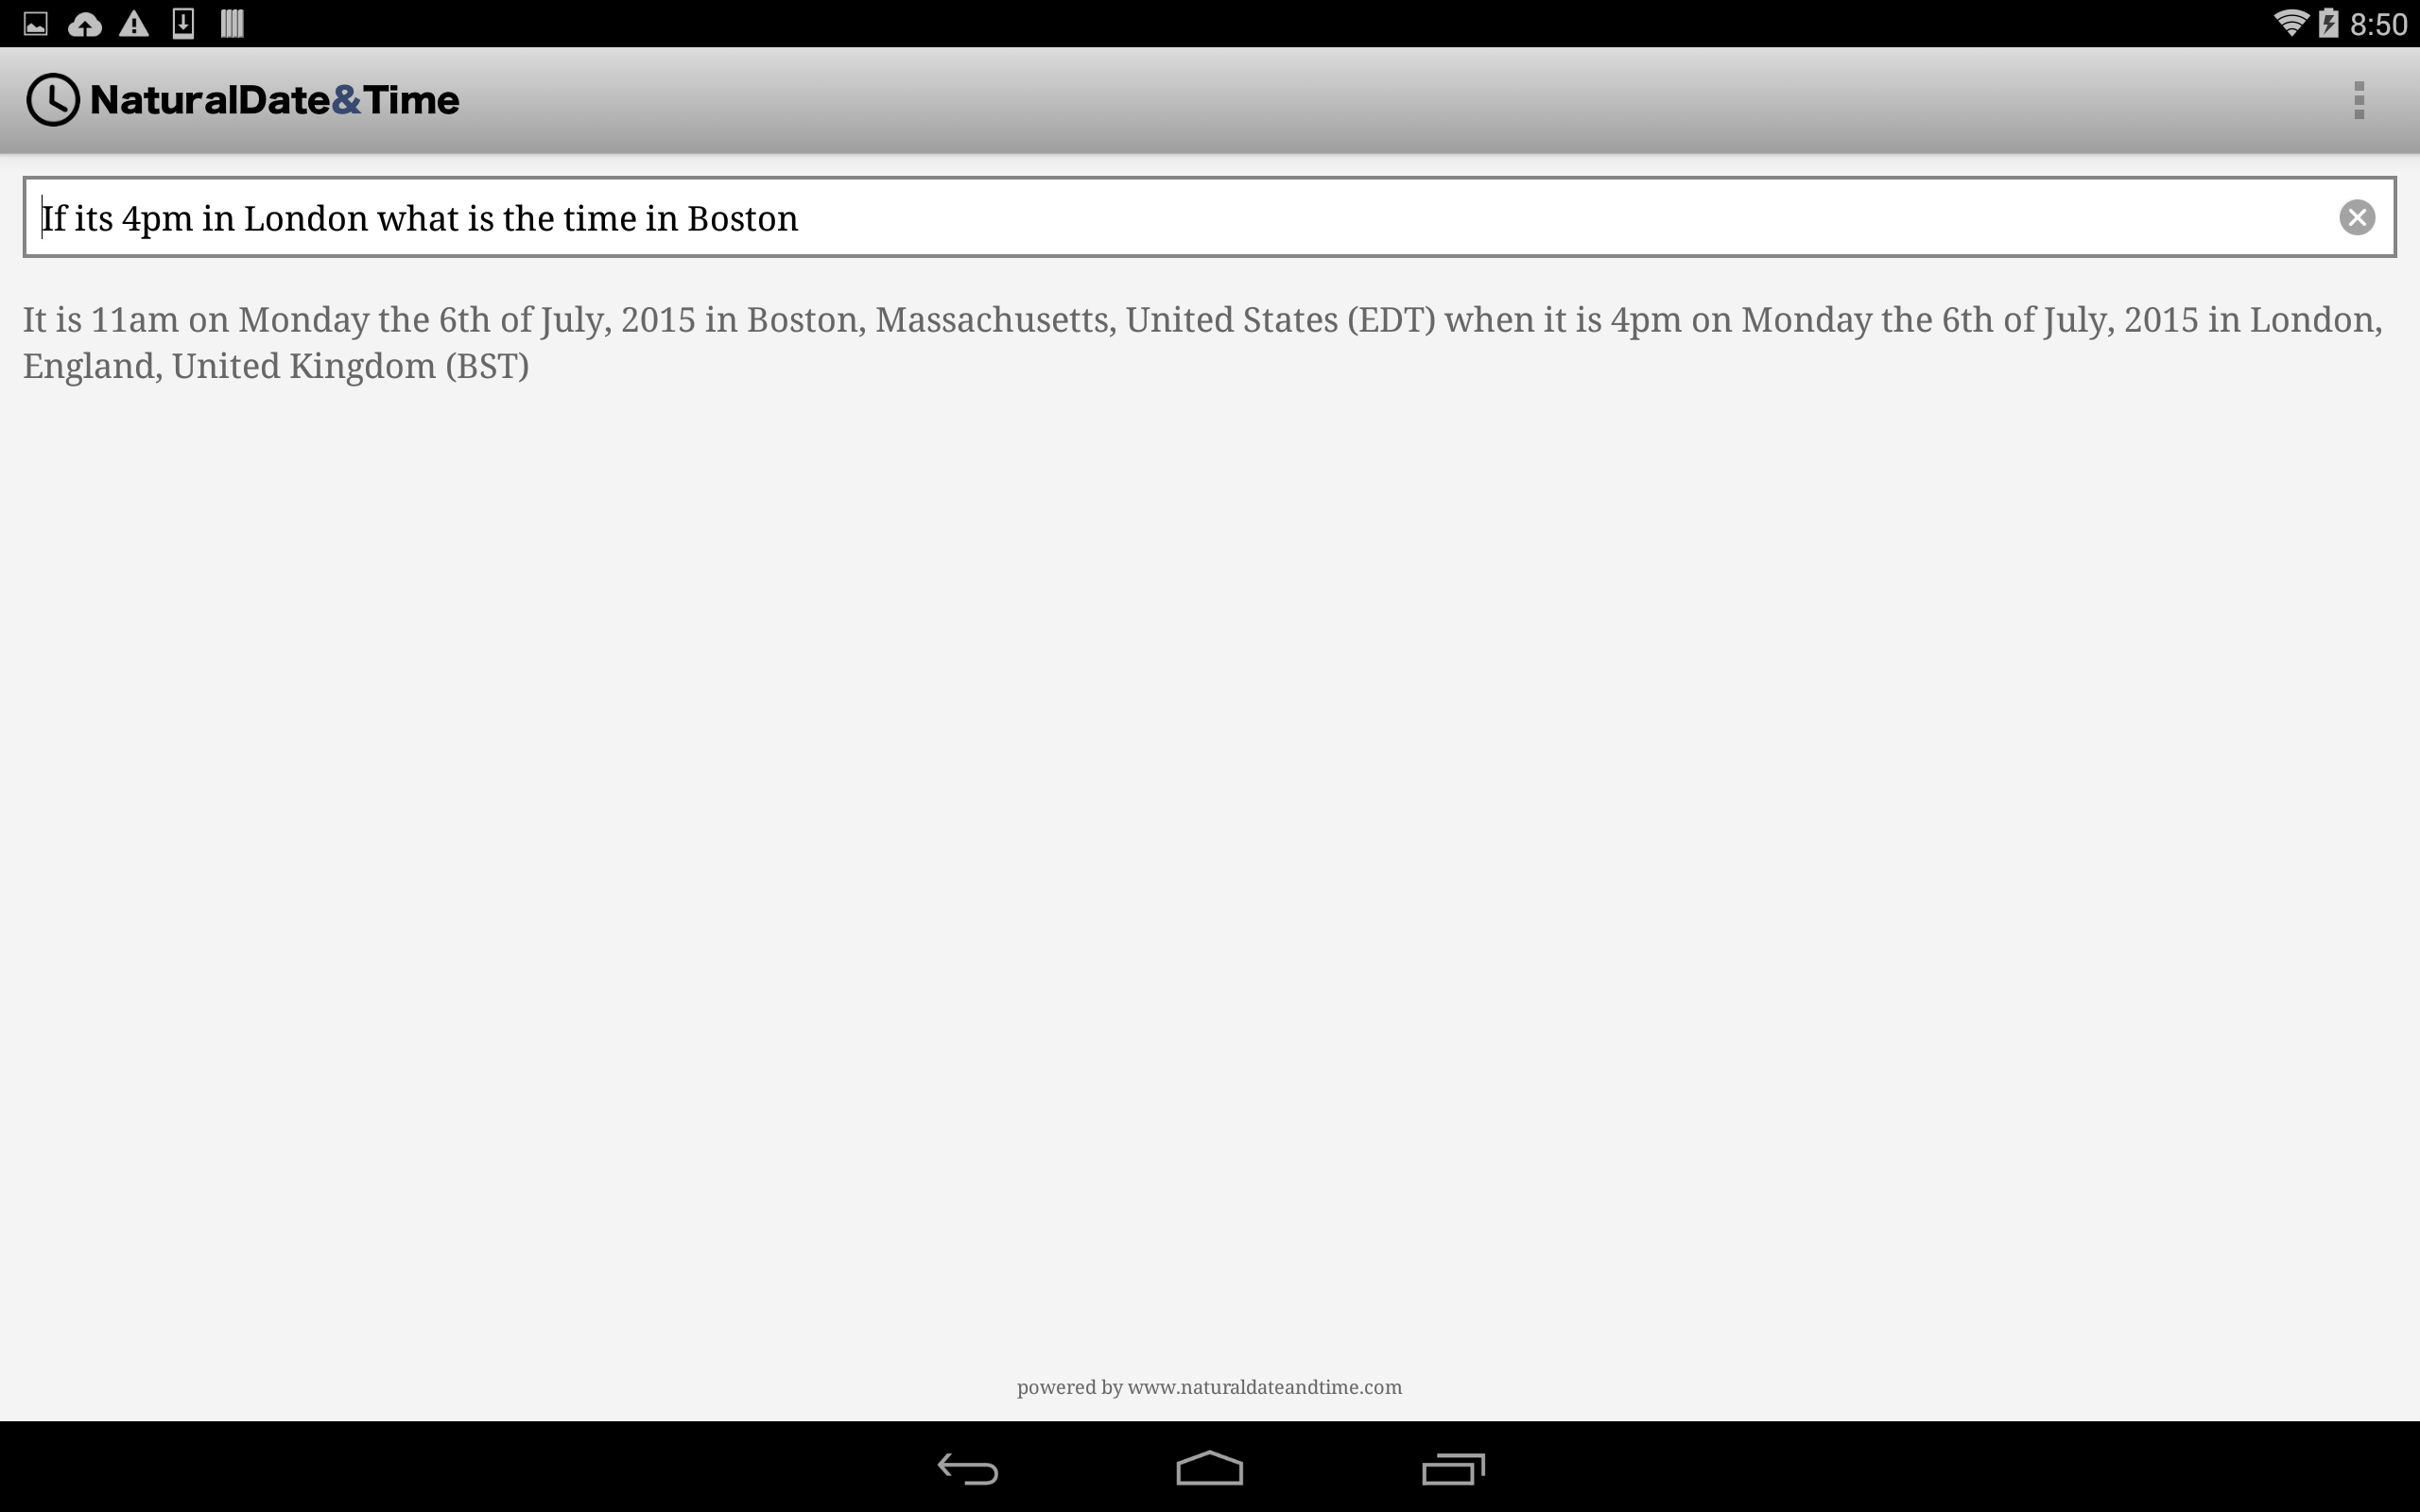 8:50
NaturalDate&Time
If its 4pm in London what is the time in Boston
It is 11am on Monday the 6th of July, 2015 in Boston, Massachusetts, United States (EDT) when it is 4pm on Monday the 6th of July, 2015 in London,
England, United Kingdom (BST)
powered by www.naturaldateandtime.com